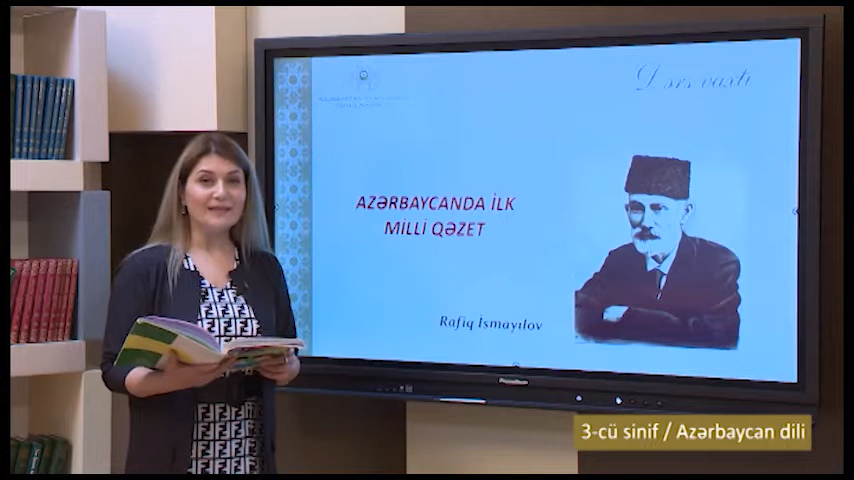 Dərs vaxtı
AZƏRBAYCANDA İLK
MİLLİ QƏZET
Rafiq İsmayılov
3-cü sinif / Azərbaycan dili